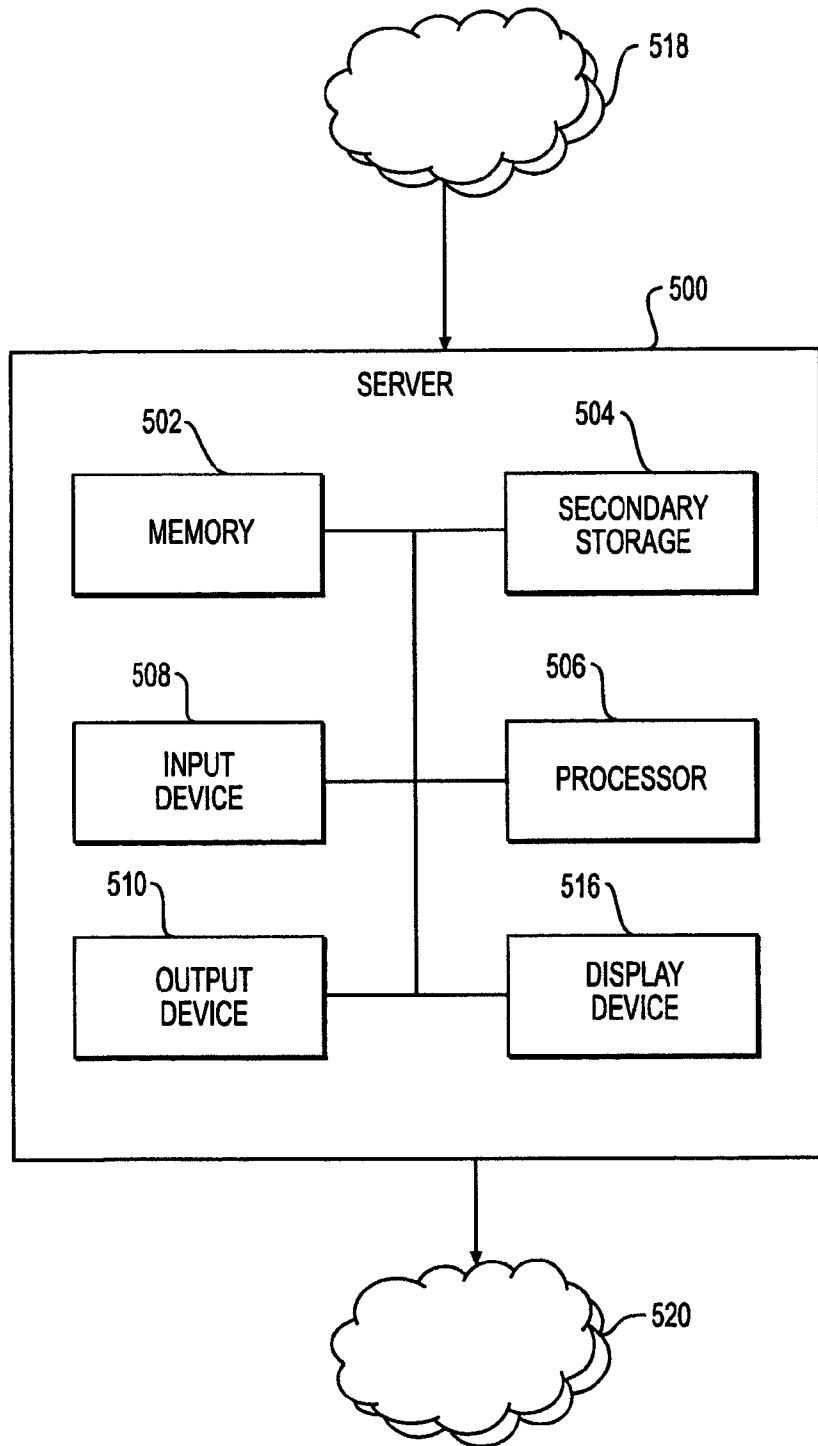 518
500
SERVER
502
504
MEMORY
SECONDARY
STORAGE
508
506
INPUT
DEVICE
PROCESSOR
510
516
OUTPUT
DEVICE
DISPLAY
DEVICE
520